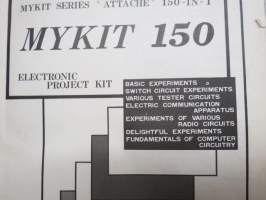 MYKIT SERIES "ATTACHE" 150-IN-1
MYKIT 150
ELECTRONIC
PROJECT KIT
BASIC EXPERIMENTS
SWITCH CIRCUIT EXPERIMENTS
VARIOUS TESTER CIRCUITS
ELECTRIC COMMUNICATION
APPARATUS
EXPERIMENTS OF VARIOUS
RADIO CIRCUITS
DELIGHTFUL EXPERIMENTS
FUNDAMENTALS OF COMPUTER
CIRCUITRY